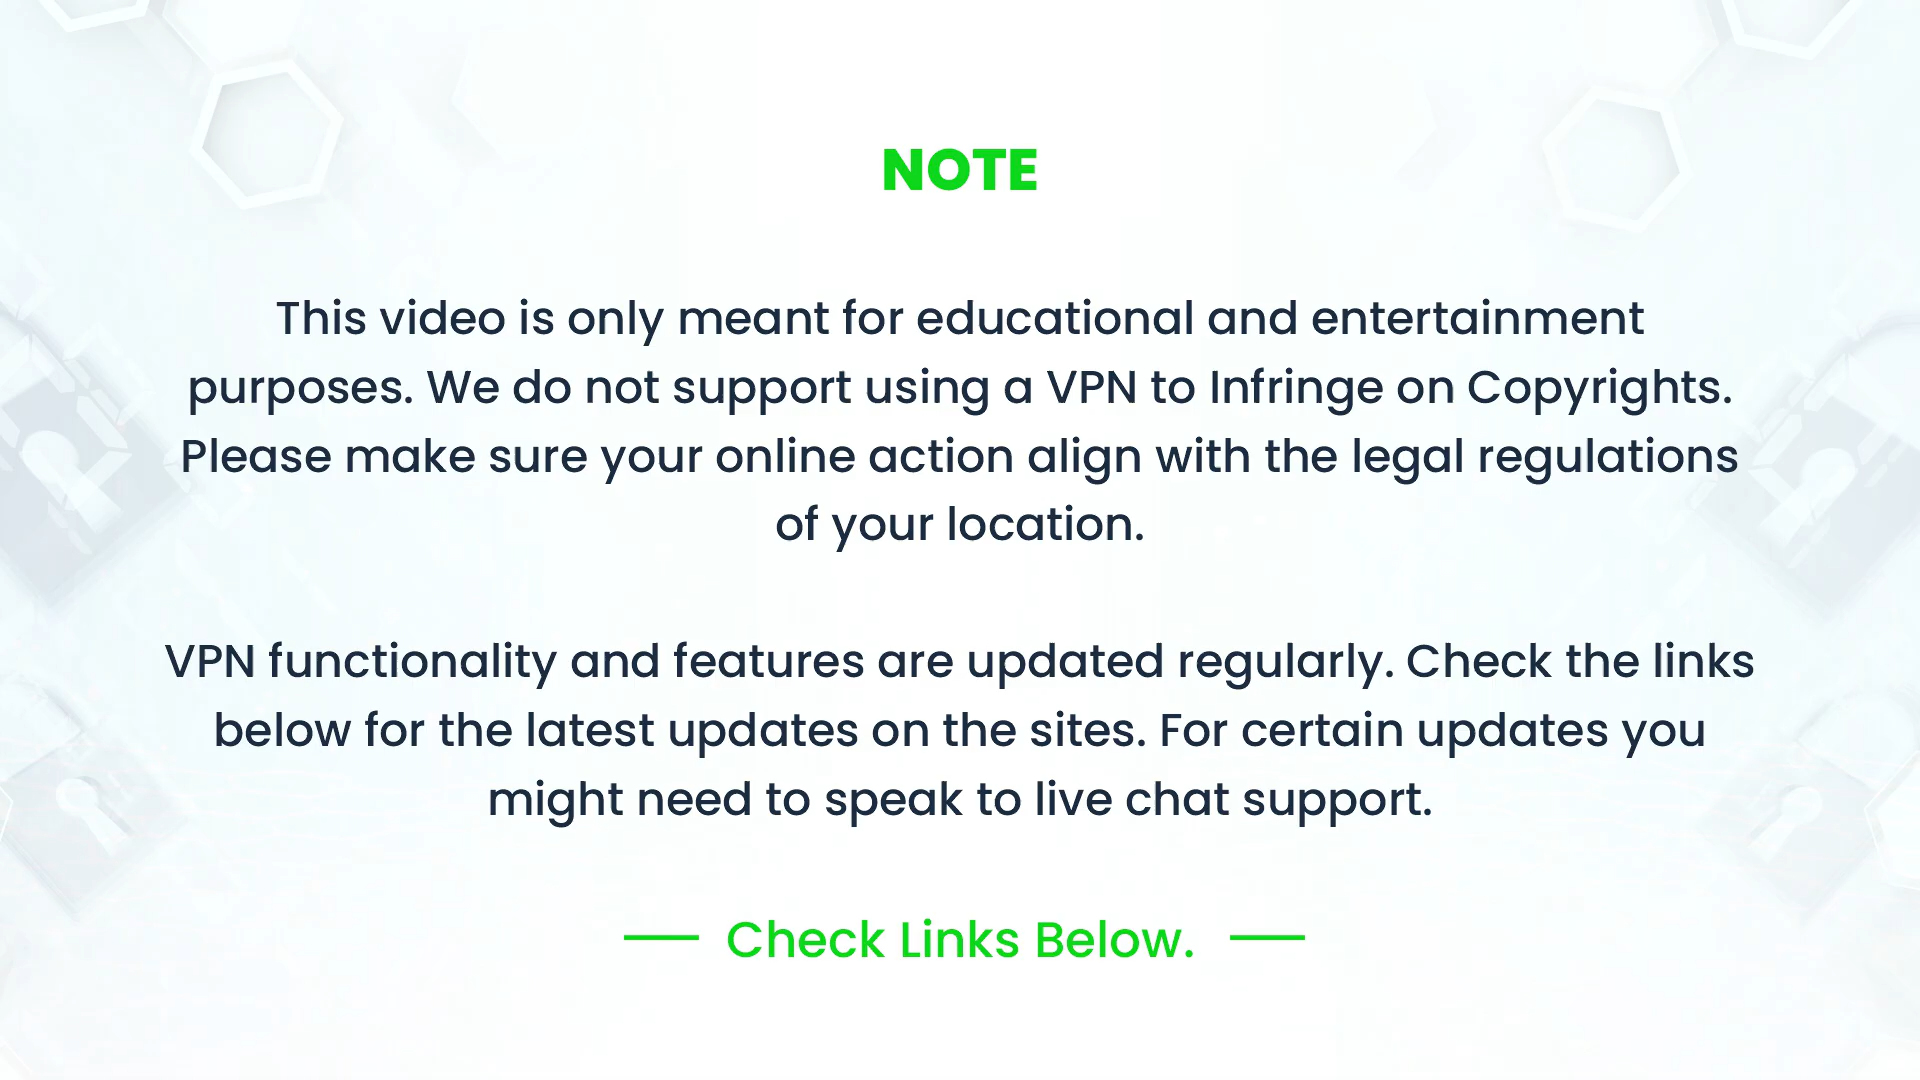 NOTE
This video is only meant for educational and entertainment
purposes. We do not support using a VPN to Infringe on Copyrights.
Please make sure your online action align with the legal regulations
of your location.
VPN functionality and features are updated regularly. Check the links
below for the latest updates on the sites. For certain updates you
might need to speak to live chat support.
Check Links Below.